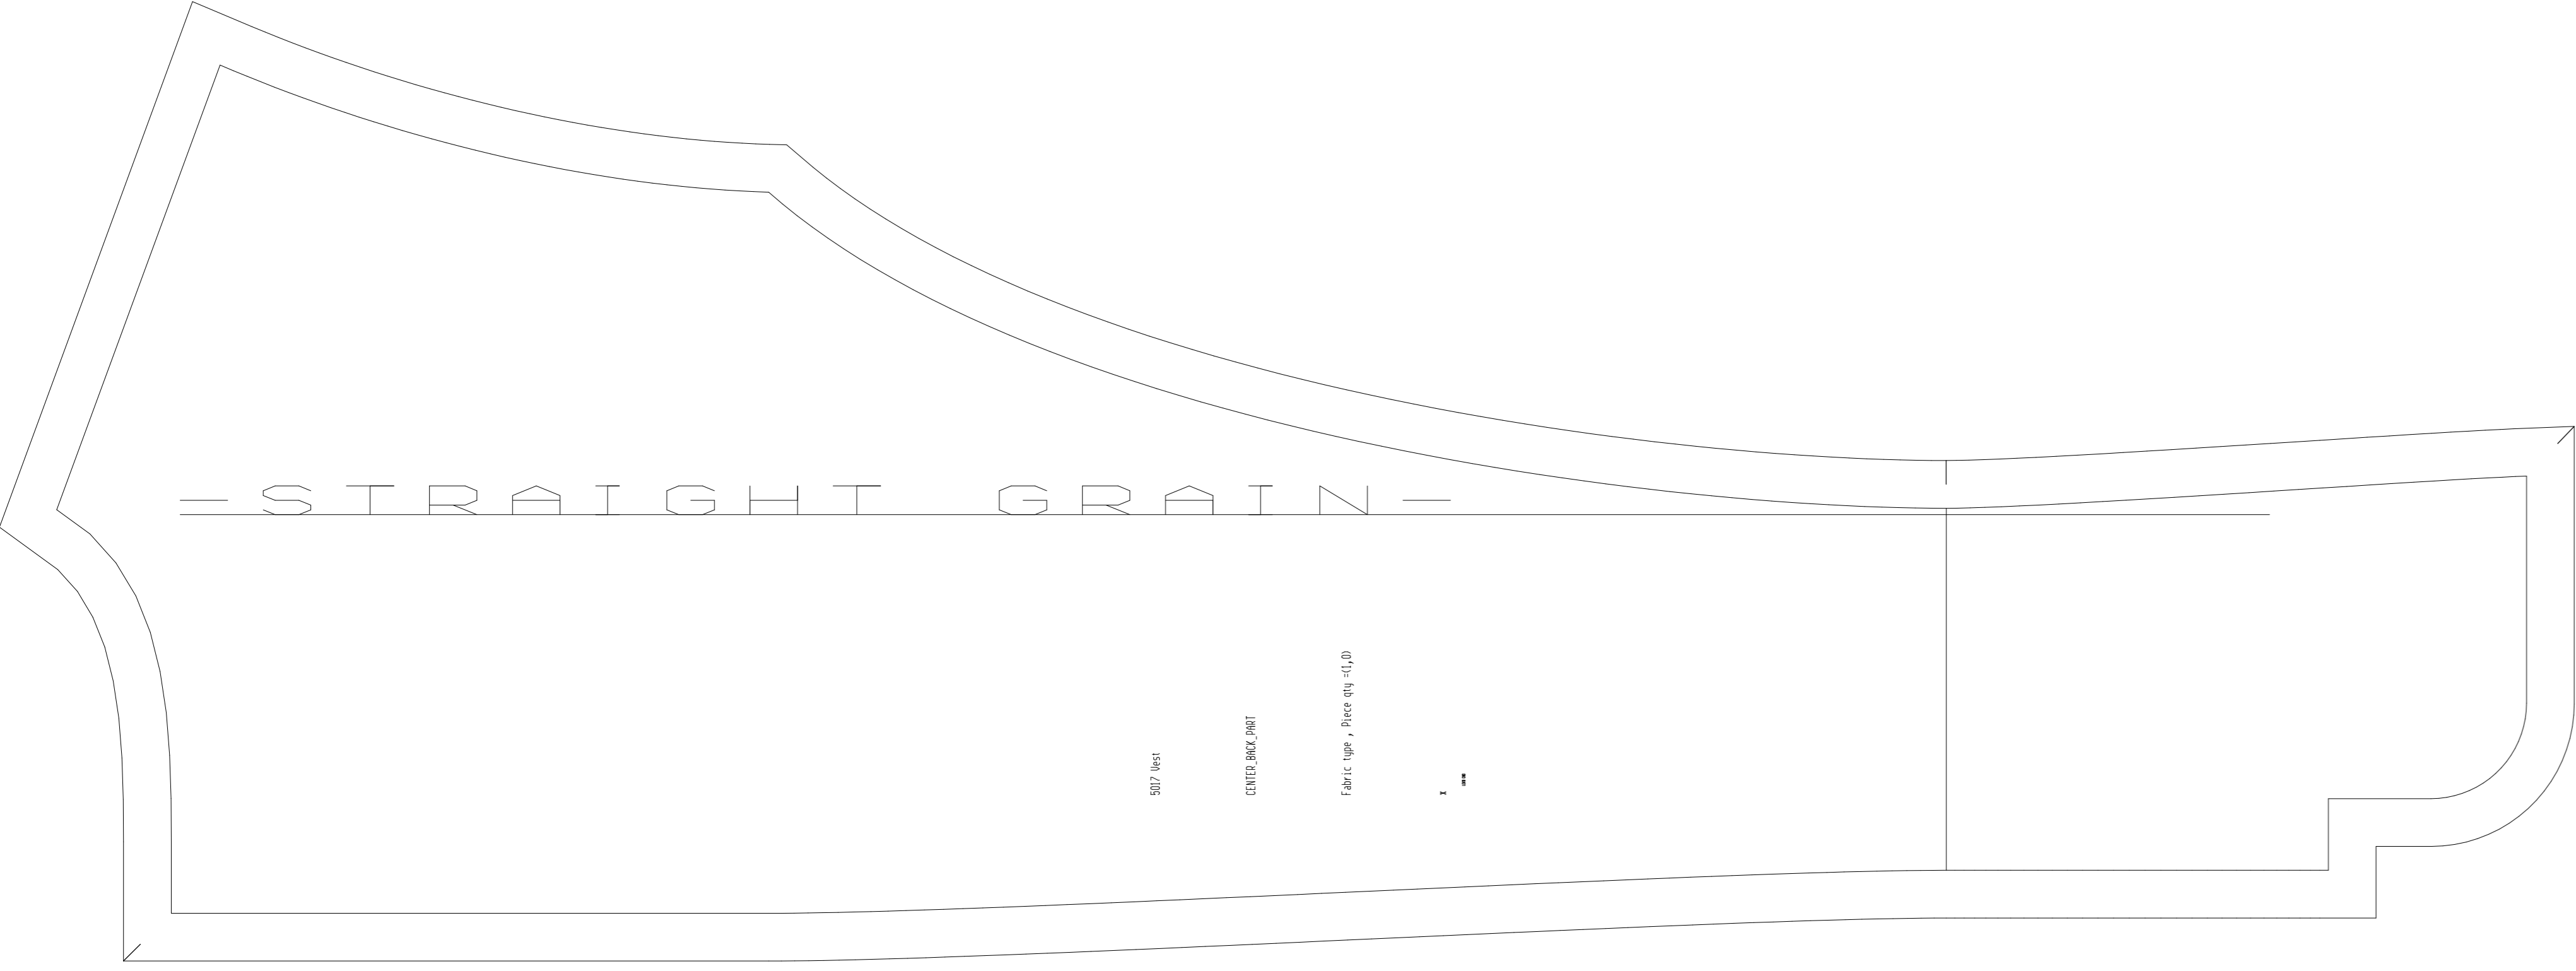 - STRAIGHT GRAIN -
5017 Vest
CENTER_BACK_PART
Fabric type , Piece qty =(1,0)